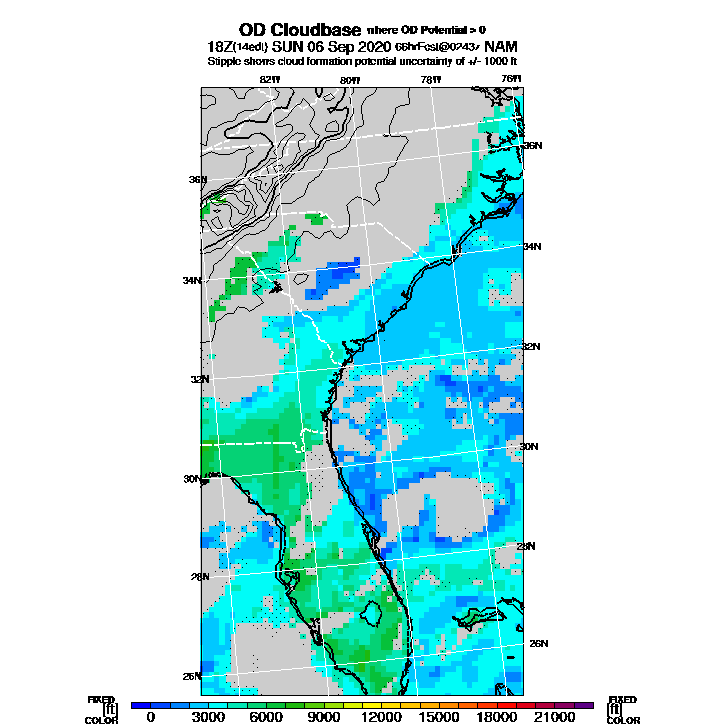 OD Cloudbase where OD Potential > 0
18Z(14edt) SUN 06 Sep 2020 66hrFcst@0243z NAM
Stipple shows cloud formation potential uncertainty of +/- 1000 ft
82W 80W 78W 76W
36N 36N
34N 34N
32N 32N
30N 30N
28N 28N
26N 26N
FIXED FIXED
[ft] 0 3000 6000 9000 12000 15000 18000 21000 [ft]
COLOR COLOR